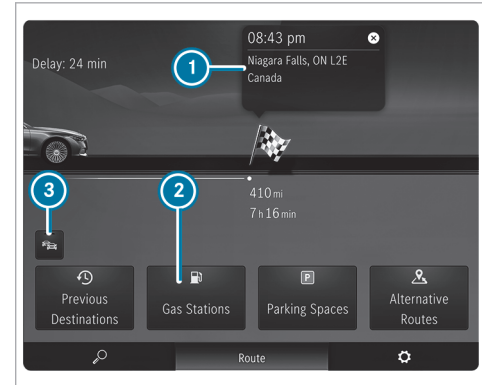 08:43 pm
Delay: 24 min
Niagara Falls, ON L2E
Canada
1
3
2
410 mi
7 h 16 min
P
Previous
Destinations
Gas Stations
Parking Spaces
Alternative
Routes
Route